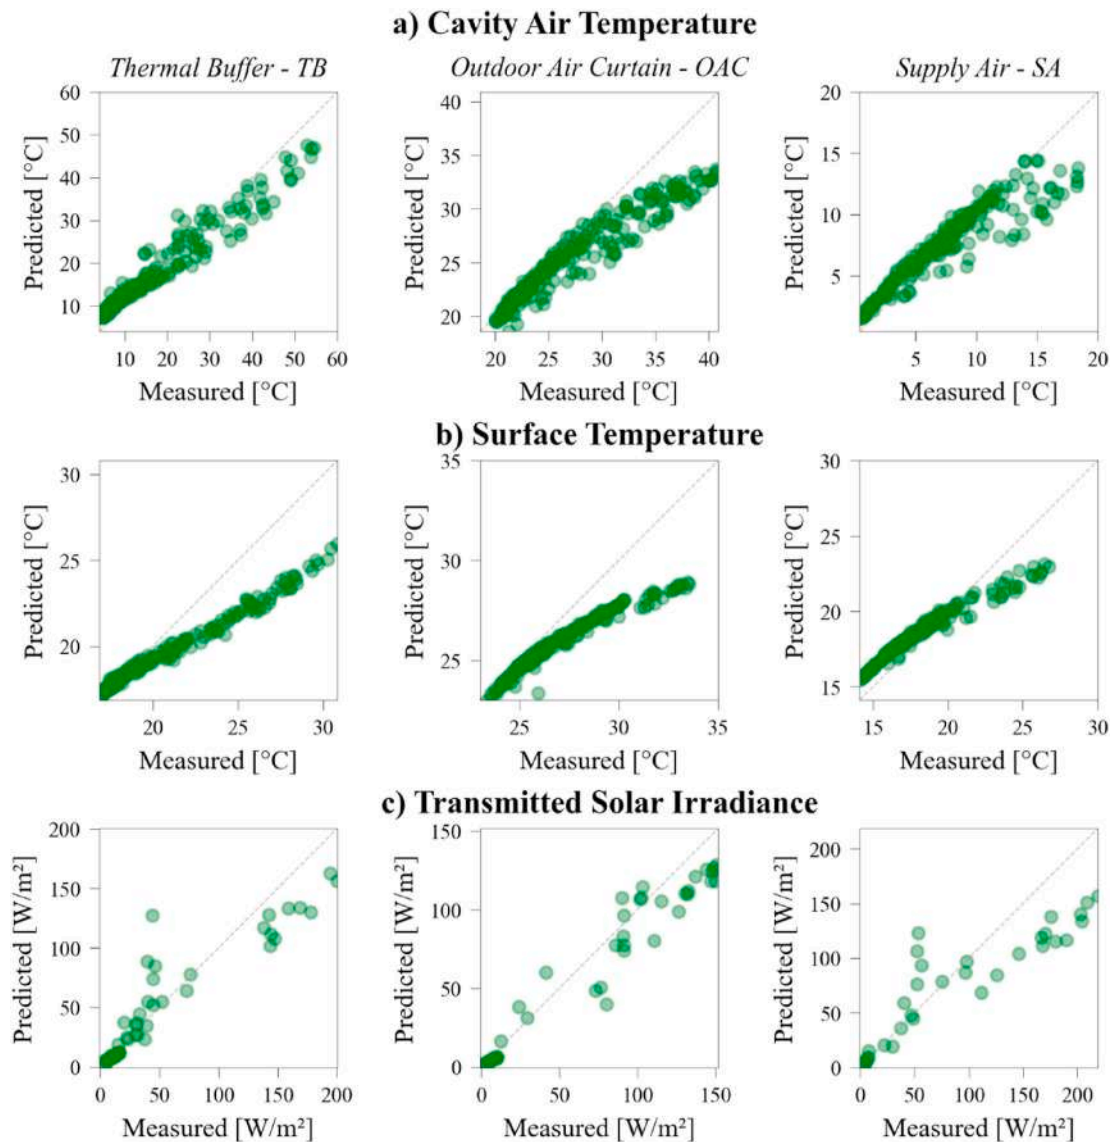 a) Cavity Air Temperature
Thermal Buffer - TB
Outdoor Air Curtain - OAC
Supply Air - SA
Predicted [°C]
60
50
40
30
20
10
10 20 30 40 50 60
Measured [°C]
Predicted [°C]
40
35
30
25
20
20 25 30 35 40
Measured [°C]
Predicted [°C]
20
15
10
5
5 10 15 20
Measured [°C]
b) Surface Temperature
Predicted [°C]
30
25
20
20 25 30
Measured [°C]
Predicted [°C]
35
30
25
25 30 35
Measured [°C]
Predicted [°C]
30
25
20
15
15 20 25 30
Measured [°C]
c) Transmitted Solar Irradiance
Predicted [W/m²]
200
150
100
50
0
0 50 100 150 200
Measured [W/m²]
Predicted [W/m²]
150
100
50
0
0 50 100 150
Measured [W/m²]
Predicted [W/m²]
200
150
100
50
0
0 50 100 150 200
Measured [W/m²]